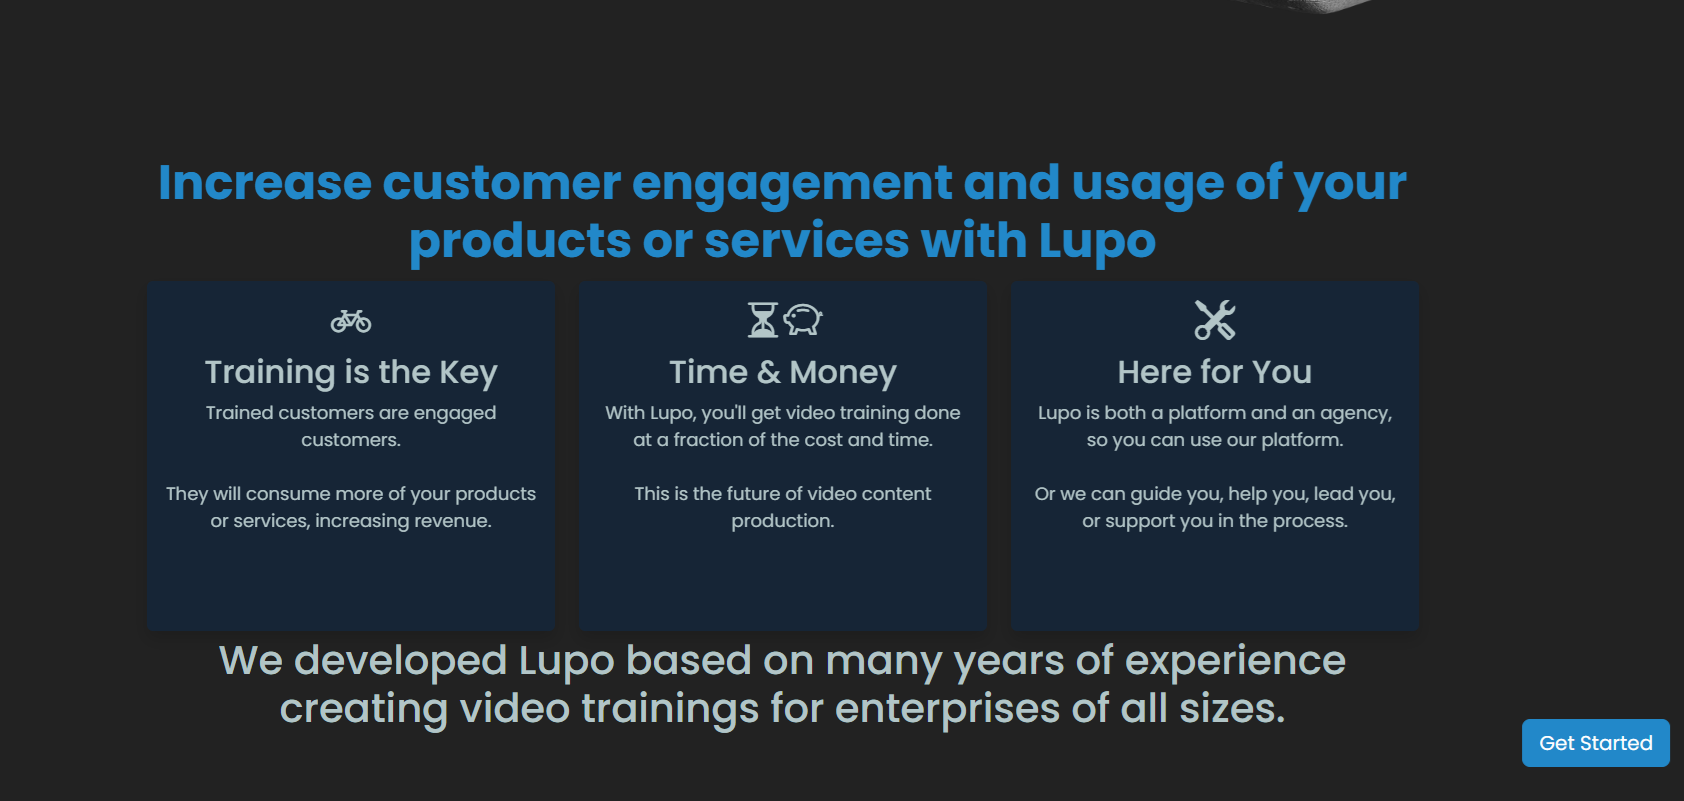 Increase customer engagement and usage of your
products or services with Lupo
Training is the Key
Trained customers are engaged
customers.
They will consume more of your products
or services, increasing revenue.
Time & Money
With Lupo, you'll get video training done
at a fraction of the cost and time.
This is the future of video content
production.
Here for You
Lupo is both a platform and an agency,
so you can use our platform.
Or we can guide you, help you, lead you,
or support you in the process.
We developed Lupo based on many years of experience
creating video trainings for enterprises of all sizes.
Get Started